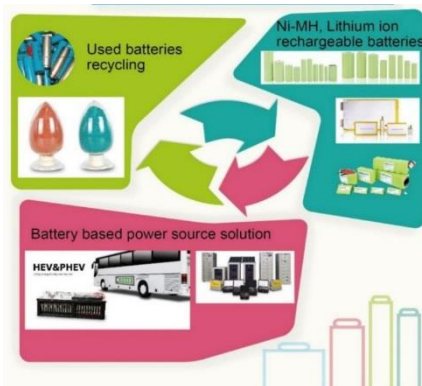 Used batteries
recycling
Ni-MH, Lithium ion
rechargeable batteries
Battery based power source solution
HEV&PHEV